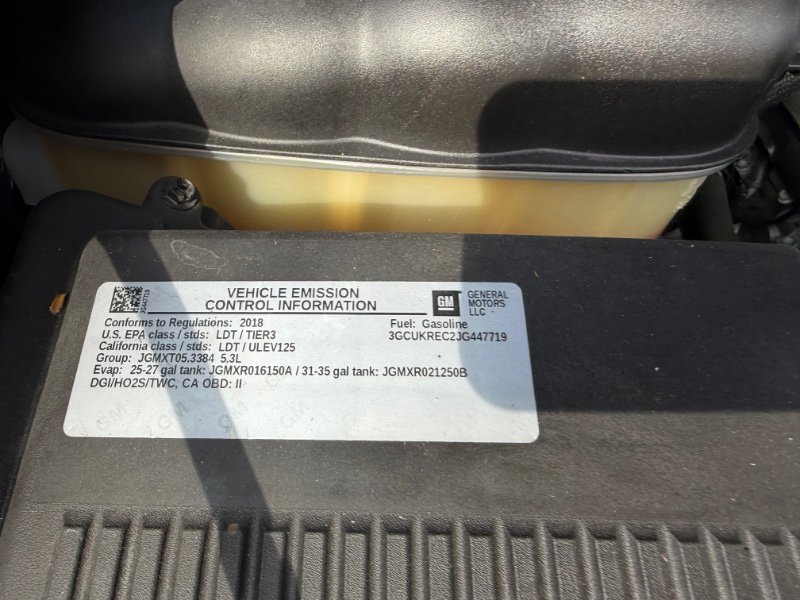 JG447719
VEHICLE EMISSION
CONTROL INFORMATION
GM
GENERAL
MOTORS
LLC
Conforms to Regulations: 2018
Fuel: Gasoline
U.S. EPA class / stds: LDT / TIER3
3GCUKREC2JG447719
California class / stds: LDT / ULEV125
Group: JGMXT05.3384 5.3L
Evap: 25-27 gal tank: JGMXR016150A / 31-35 gal tank: JGMXR021250B
DGI/HO2S/TWC, CA OBD: II